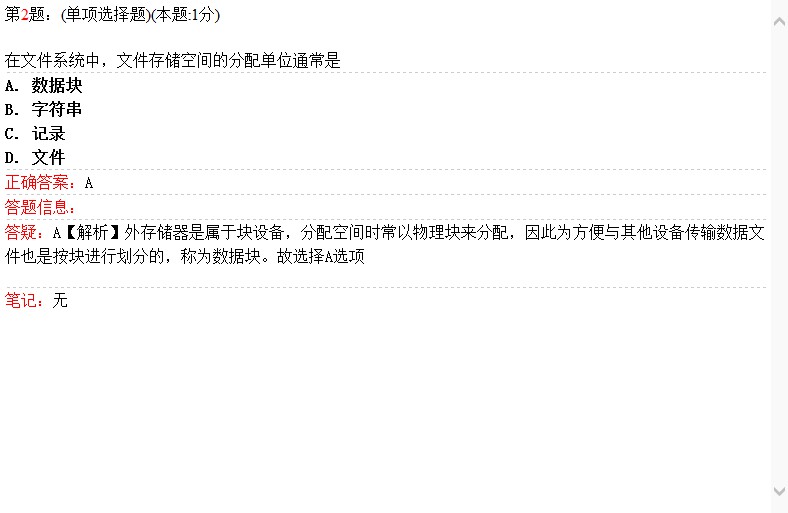 第2题：(单项选择题)(本题:1分)
在文件系统中，文件存储空间的分配单位通常是
A. 数据块
B. 字符串
C. 记录
D. 文件
正确答案：A
答题信息：
答疑：A【解析】外存储器是属于块设备，分配空间时常以物理块来分配，因此为方便与其他设备传输数据文
件也是按块进行划分的，称为数据块。故选择A选项
笔记：无